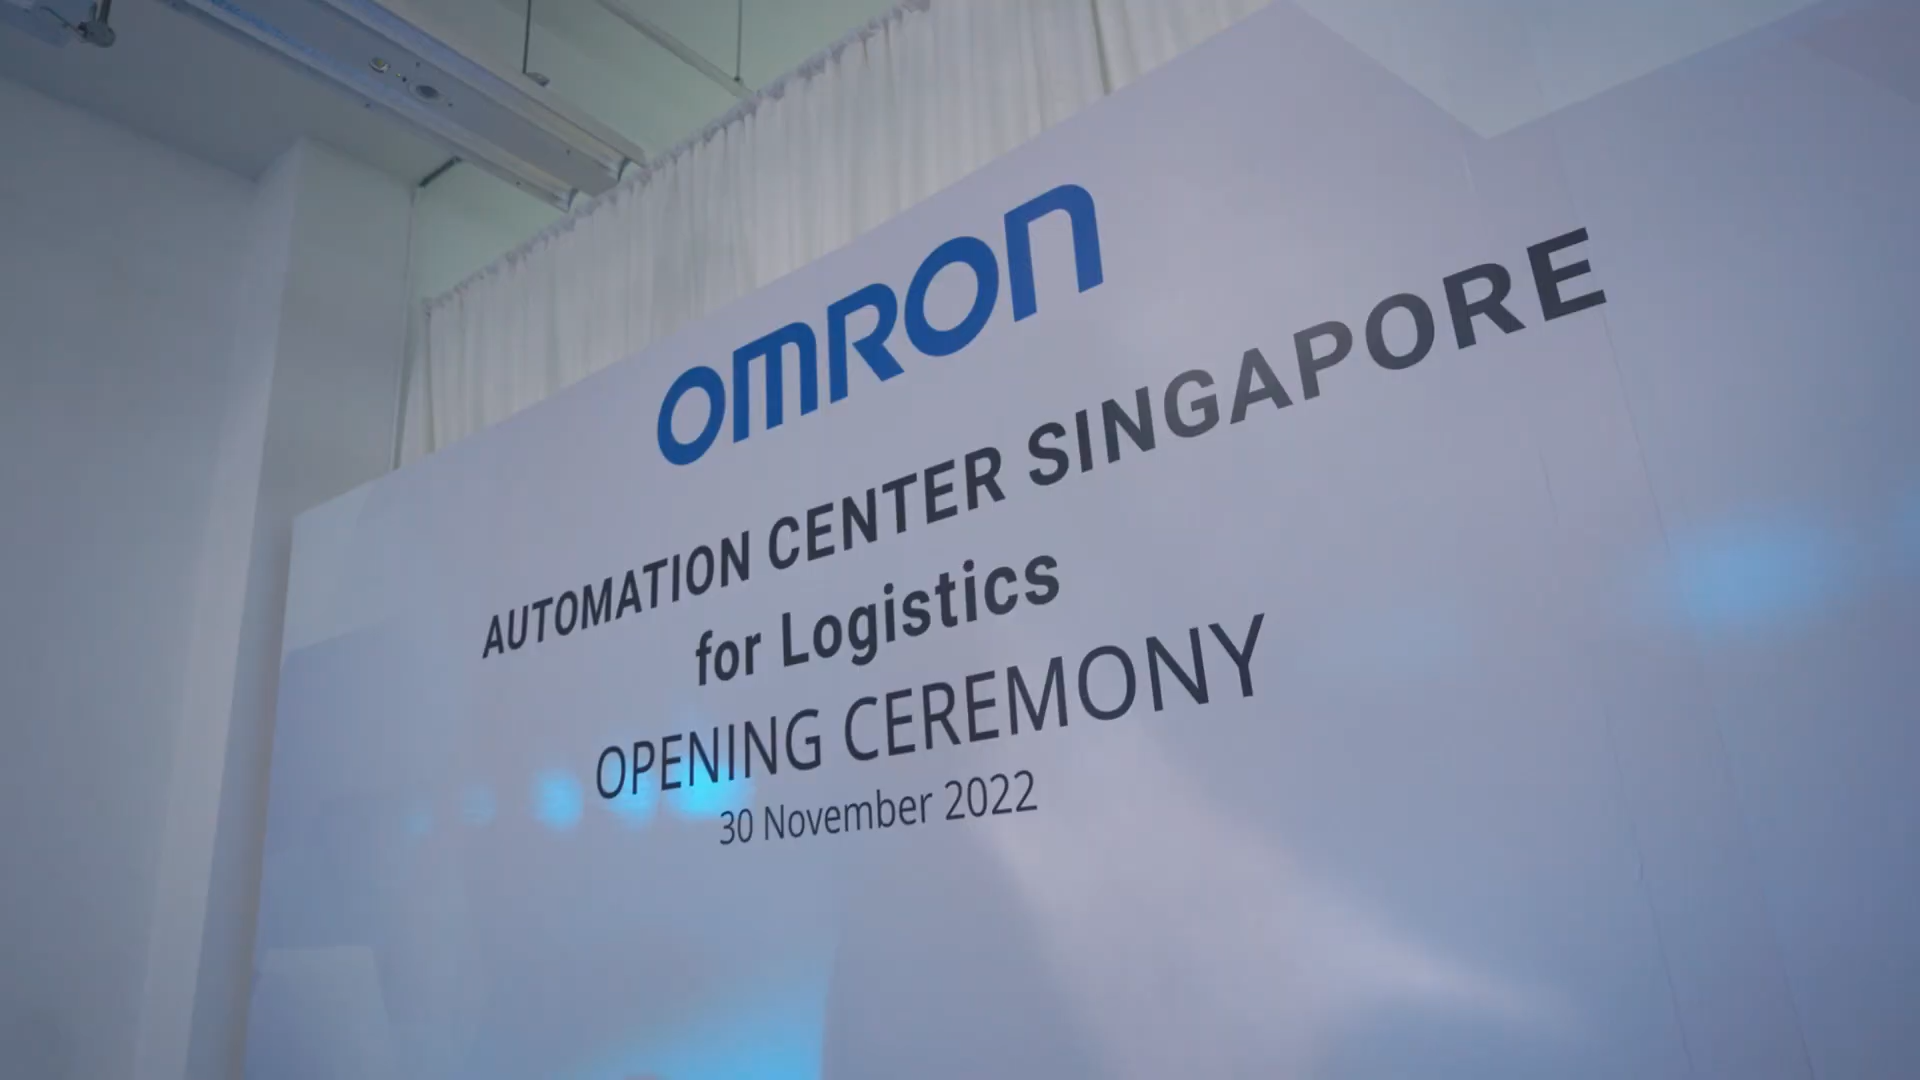 OMRON
AUTOMATION CENTER SINGAPORE
for Logistics
OPENING CEREMONY
30 November 2022